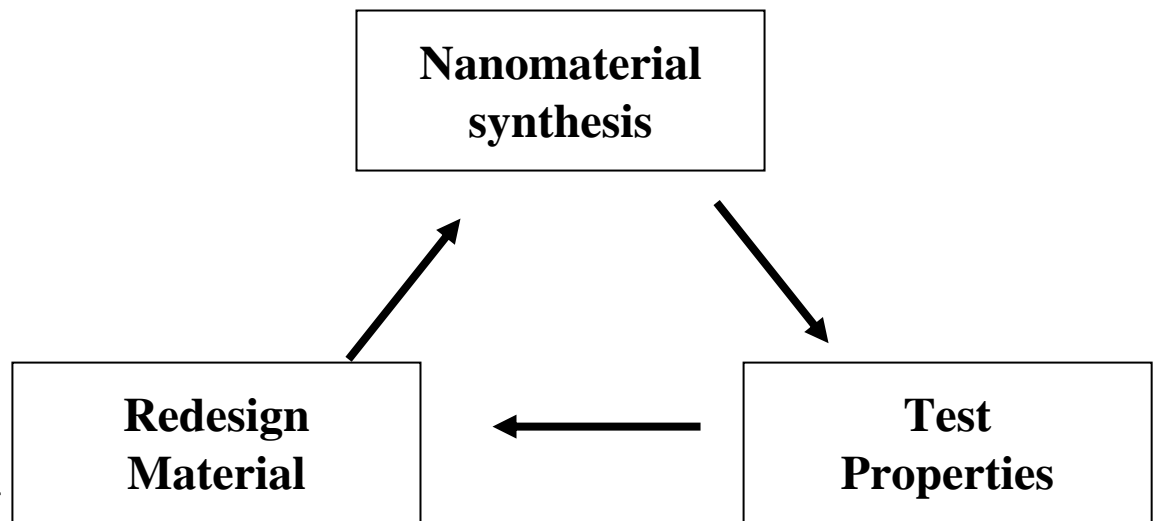 Nanomaterial
synthesis
Redesign
Material
Test
Properties